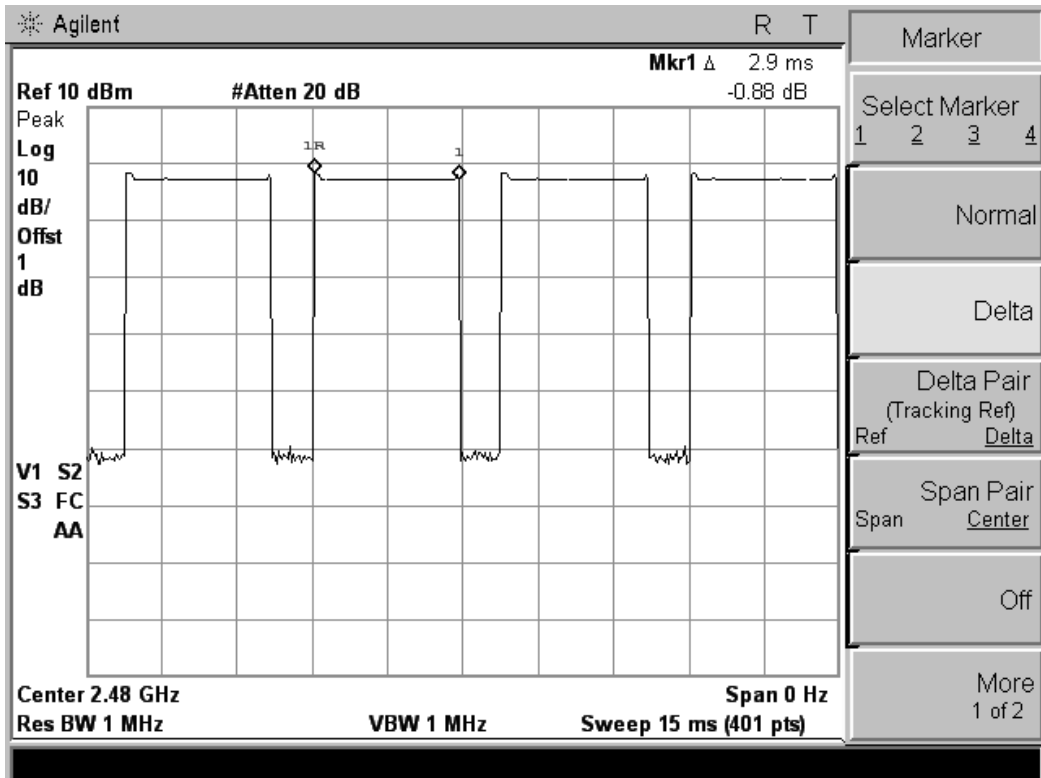 Agilent
R T
Mkr1 Δ 2.9 ms
Ref 10 dBm
#Atten 20 dB
-0.88 dB
Peak
Log
10
dB/
Offst
1
dB
1R
1
V1 S2
S3 FC
AA
Center 2.48 GHz
Span 0 Hz
Res BW 1 MHz
VBW 1 MHz
Sweep 15 ms (401 pts)
Marker
Select Marker
1 2 3 4
Normal
Delta
Delta Pair
(Tracking Ref)
Ref Delta
Span Pair
Span Center
Off
More
1 of 2